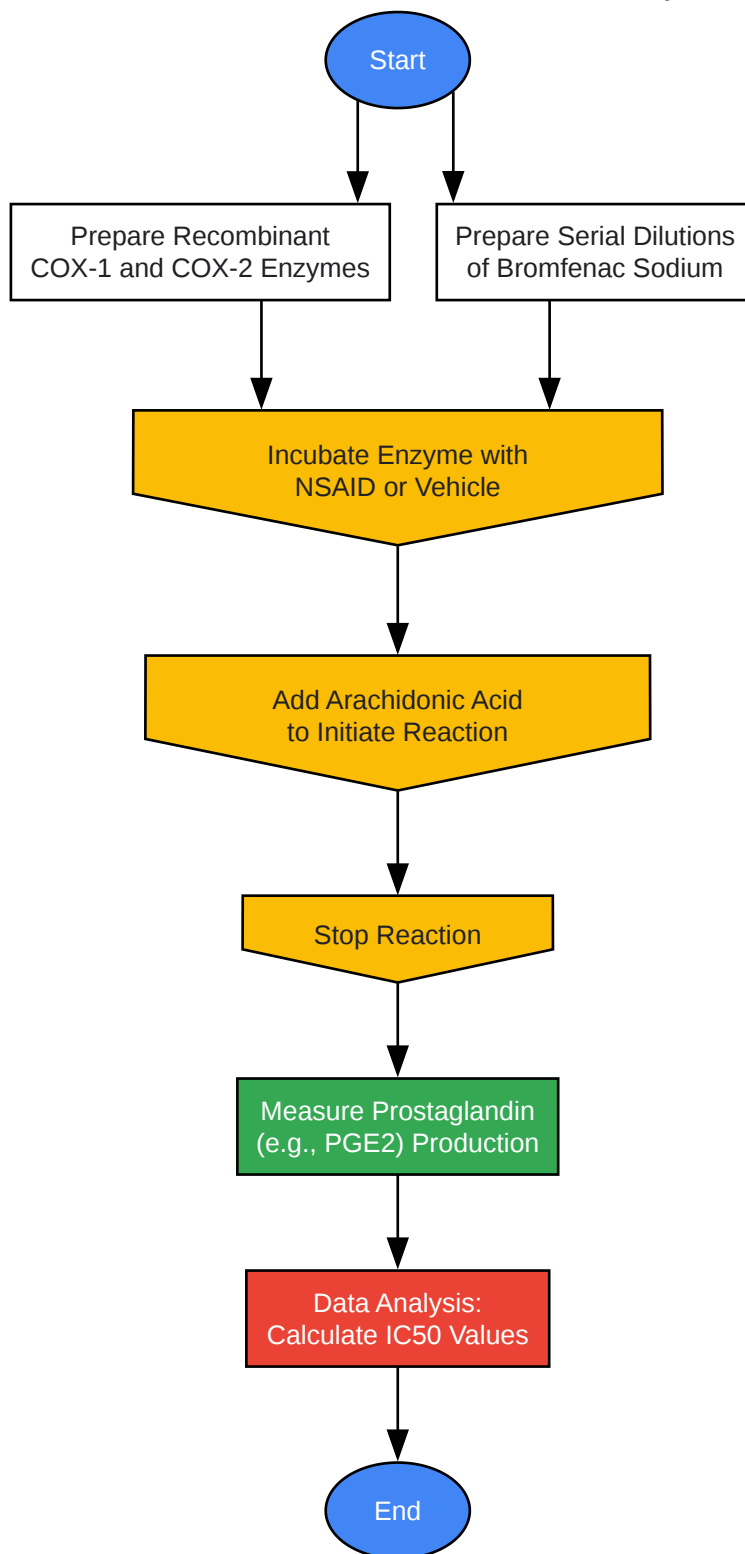 Start
Prepare Recombinant
COX-1 and COX-2 Enzymes
Prepare Serial Dilutions
of Bromfenac Sodium
Incubate Enzyme with
NSAID or Vehicle
Add Arachidonic Acid
to Initiate Reaction
Stop Reaction
Measure Prostaglandin
(e.g., PGE2) Production
Data Analysis:
Calculate IC50 Values
End